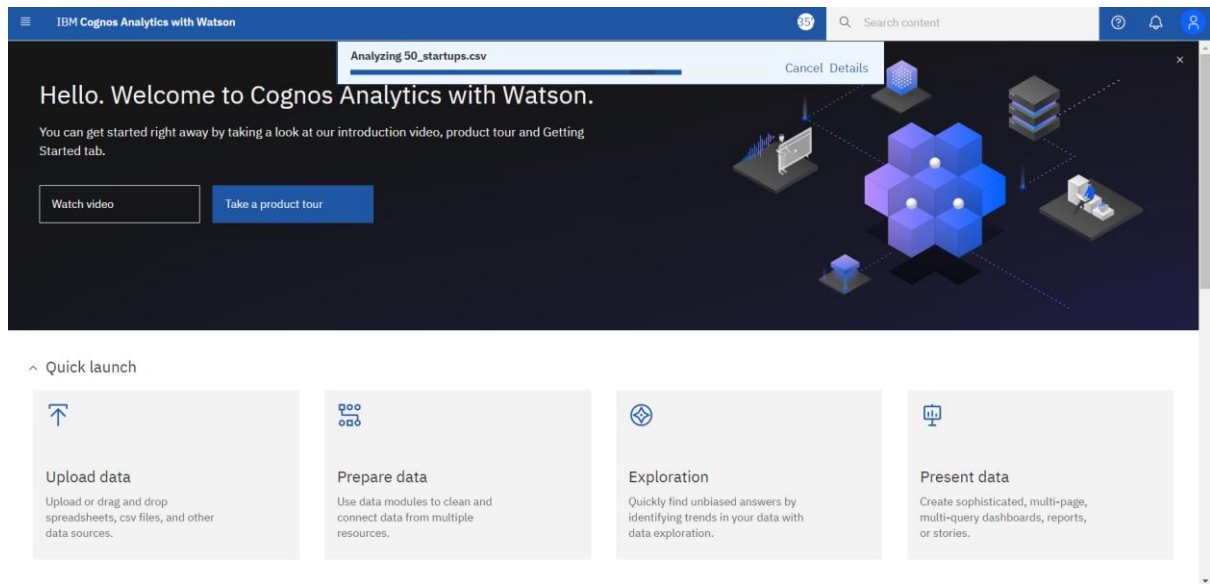 IBM Cognos Analytics with Watson
35
Search content
Analyzing 50_startups.csv
Cancel Details
Hello. Welcome to Cognos Analytics with Watson.
You can get started right away by taking a look at our introduction video, product tour and Getting
Started tab.
Watch video
Take a product tour
Quick launch
Upload data
Upload or drag and drop
spreadsheets, csv files, and other
data sources.
Prepare data
Use data modules to clean and
connect data from multiple
resources.
Exploration
Quickly find unbiased answers by
identifying trends in your data with
data exploration.
Present data
Create sophisticated, multi-page,
multi-query dashboards, reports,
or stories.